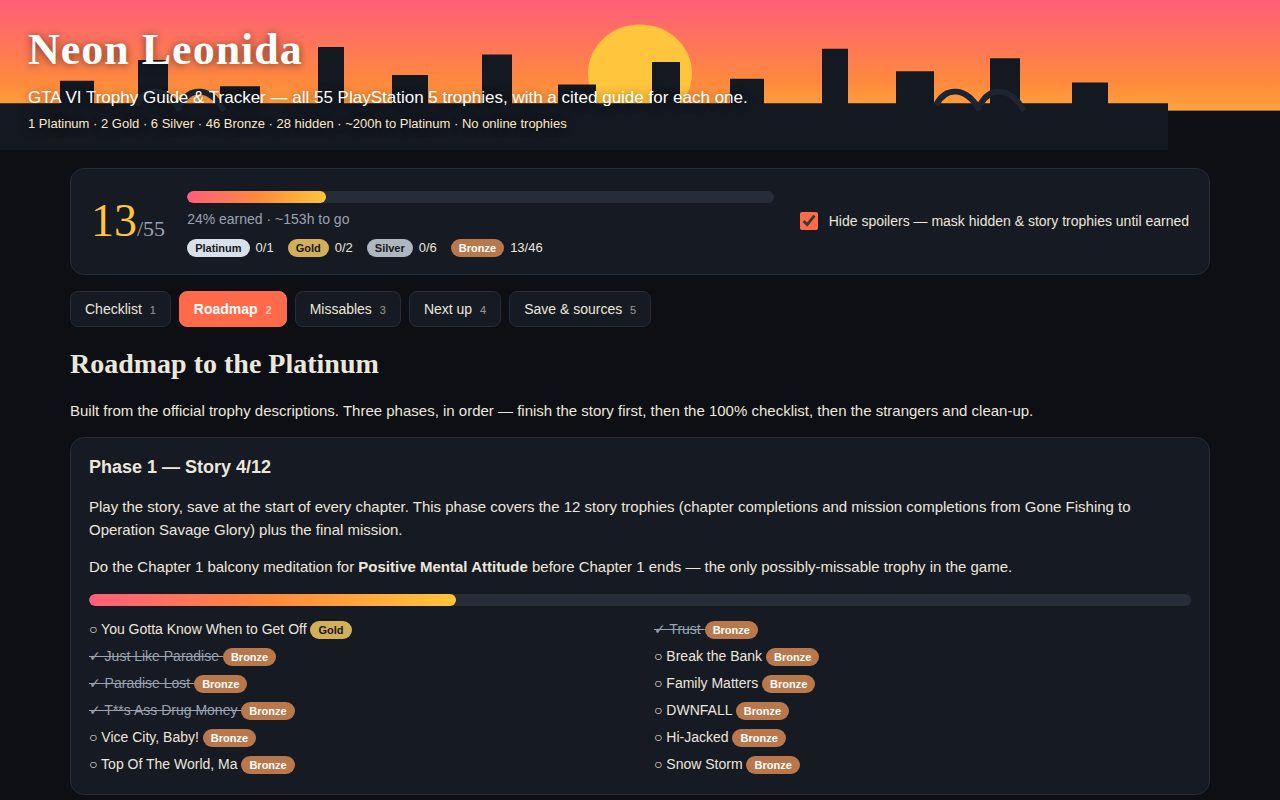 Neon Leonida
GTA VI Trophy Guide & Tracker — all 55 PlayStation 5 trophies, with a cited guide for each one.
1 Platinum · 2 Gold · 6 Silver · 46 Bronze · 28 hidden · ~200h to Platinum · No online trophies
13/55
24% earned · ~153h to go
Platinum 0/1 Gold 0/2 Silver 0/6 Bronze 13/46
Hide spoilers — mask hidden & story trophies until earned
Checklist 1
Roadmap 2
Missables 3
Next up 4
Save & sources 5
Roadmap to the Platinum
Built from the official trophy descriptions. Three phases, in order — finish the story first, then the 100% checklist, then the strangers and clean-up.
Phase 1 — Story 4/12
Play the story, save at the start of every chapter. This phase covers the 12 story trophies (chapter completions and mission completions from Gone Fishing to
Operation Savage Glory) plus the final mission.
Do the Chapter 1 balcony meditation for Positive Mental Attitude before Chapter 1 ends — the only possibly-missable trophy in the game.
○ You Gotta Know When to Get Off Gold
✓ Just Like Paradise Bronze
✓ Paradise Lost Bronze
✓ T**s Ass Drug Money Bronze
○ Vice City, Baby! Bronze
○ Top Of The World, Ma Bronze
✓ Trust Bronze
○ Break the Bank Bronze
○ Family Matters Bronze
○ DWNFALL Bronze
○ Hi-Jacked Bronze
○ Snow Storm Bronze